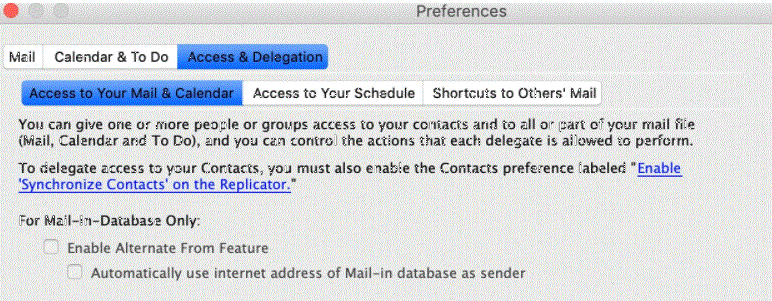 Preferences
Mail Calendar & To Do Access & Delegation
Access to Your Mail & Calendar Access to Your Schedule Shortcuts to Others' Mail
You can give one or more people or groups access to your contacts and to all or part of your mail file
(Mail, Calendar and To Do), and you can control the actions that each delegate is allowed to perform.
To delegate access to your Contacts, you must also enable the Contacts preference labeled "Enable
'Synchronize Contacts' on the Replicator."
For Mail-in-Database Only:
Enable Alternate From Feature
Automatically use internet address of Mail-in database as sender